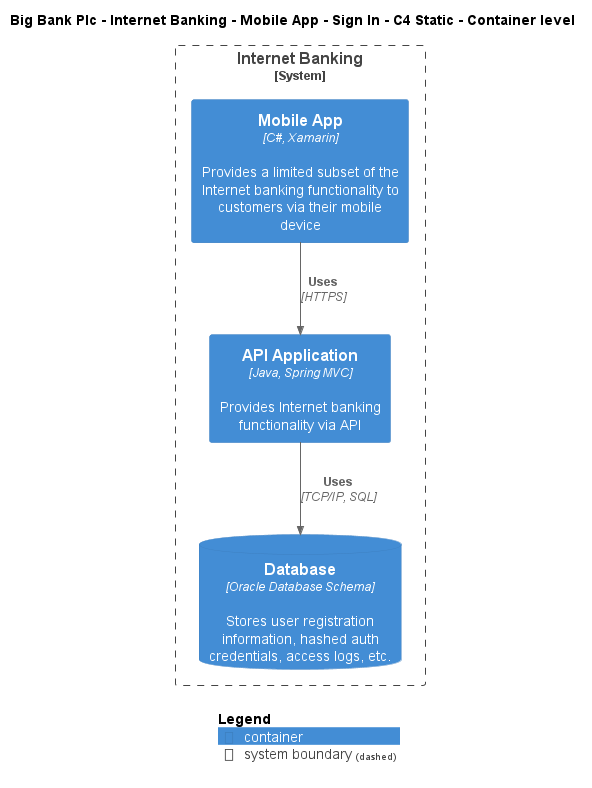 Big Bank Plc - Internet Banking - Mobile App - Sign In - C4 Static - Container level
Internet Banking
[System]
Mobile App
[C#, Xamarin]
Provides a limited subset of the
Internet banking functionality to
customers via their mobile
device
Uses
[HTTPS]
API Application
[Java, Spring MVC]
Provides Internet banking
functionality via API
Uses
[TCP/IP, SQL]
Database
[Oracle Database Schema]
Stores user registration
information, hashed auth
credentials, access logs, etc.
Legend
container
system boundary (dashed)